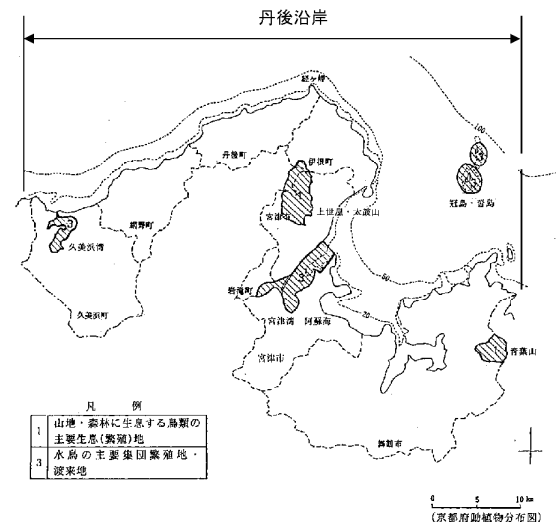 丹後沿岸
経ヶ岬
丹後町
伊根町
網野町
宮津市
上世屋・太鼓山
冠島・沓島
100
50
20
3
久美浜湾
岩滝町
久美浜町
宮津湾 阿蘇海
宮津市
青葉山
舞鶴市
凡 例
1 山地・森林に生息する鳥類の
主要生息(繁殖)地
3 水鳥の主要集団繁殖地・
渡来地
0 5 10 km
(京都府動植物分布図)